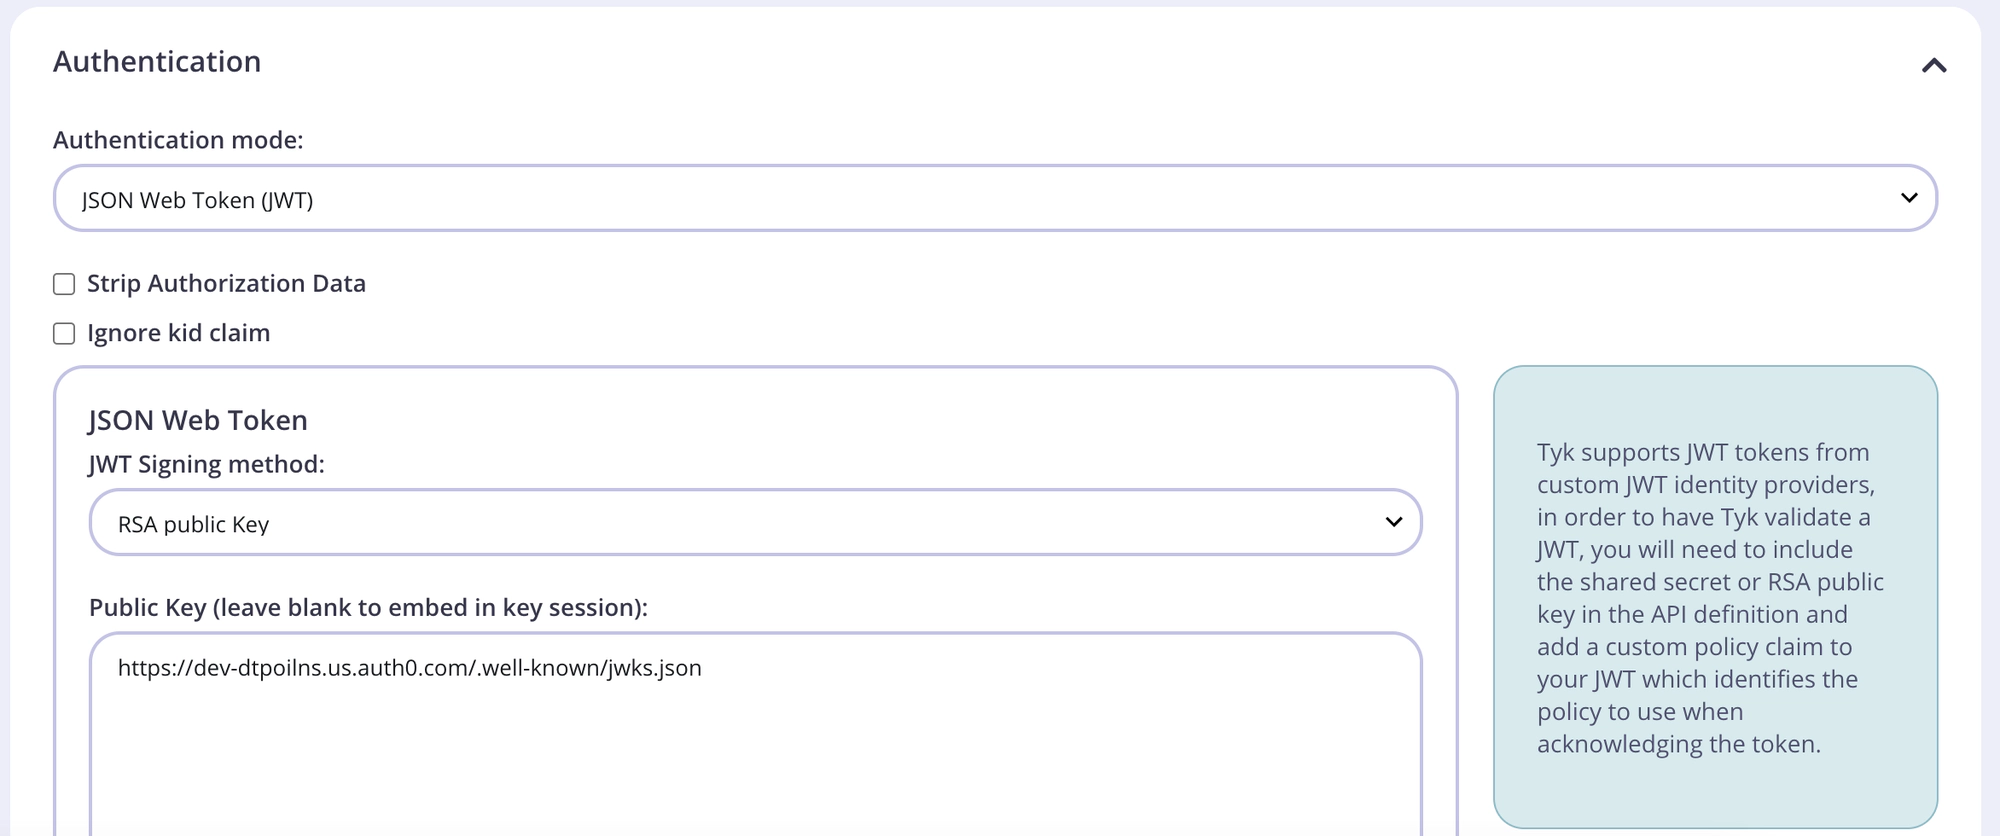 Authentication
Authentication mode:
JSON Web Token (JWT)
Strip Authorization Data
Ignore kid claim
JSON Web Token
JWT Signing method:
RSA public Key
Public Key (leave blank to embed in key session):
https://dev-dtpoilns.us.auth0.com/.well-known/jwks.json
Tyk supports JWT tokens from
custom JWT identity providers,
in order to have Tyk validate a
JWT, you will need to include
the shared secret or RSA public
key in the API definition and
add a custom policy claim to
your JWT which identifies the
policy to use when
acknowledging the token.